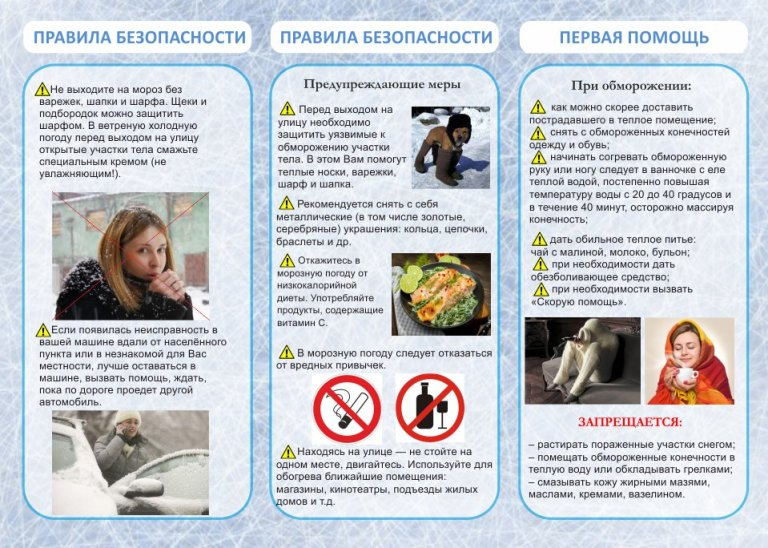 ПРАВИЛА БЕЗОПАСНОСТИ
Не выходите на мороз без
варежек, шапки и шарфа. Щеки и
подбородок можно защитить
шарфом. В ветреную холодную
погоду перед выходом на улицу
открытые участки тела смажьте
специальным кремом (не
увлажняющим!).
Если появилась неисправность в
вашей машине вдали от населённого
пункта или в незнакомой для Вас
местности, лучше оставаться в
машине, вызвать помощь, ждать,
пока по дороге проедет другой
автомобиль.
ПРАВИЛА БЕЗОПАСНОСТИ
Предупреждающие меры
Перед выходом на
улицу необходимо
защитить уязвимые к
обморожению участки
тела. В этом Вам помогут
теплые носки, варежки,
шарф и шапка.
Рекомендуется снять с себя
металлические (в том числе золотые,
серебряные) украшения: кольца, цепочки,
браслеты и др.
Откажитесь в
морозную погоду от
низкокалорийной
диеты. Употребляйте
продукты, содержащие
витамин С.
В морозную погоду следует отказаться
от вредных привычек.
Находясь на улице — не стойте на
одном месте, двигайтесь. Используйте для
обогрева ближайшие помещения:
магазины, кинотеатры, подъезды жилых
домов и т.д.
ПЕРВАЯ ПОМОЩЬ
При обморожении:
как можно скорее доставить
пострадавшего в теплое помещение;
снять с обмороженных конечностей
одежду и обувь;
начинать согревать обмороженную
руку или ногу следует в ванночке с еле
теплой водой, постепенно повышая
температуру воды с 20 до 40 градусов и
в течение 40 минут, осторожно массируя
конечность;
дать обильное теплое питье:
чай с малиной, молоко, бульон;
при необходимости дать
обезболивающее средство;
при необходимости вызвать
«Скорую помощь».
ЗАПРЕЩАЕТСЯ:
– растирать пораженные участки снегом;
– помещать обмороженные конечности в
теплую воду или обкладывать грелками;
– смазывать кожу жирными мазями,
маслами, кремами, вазелином.